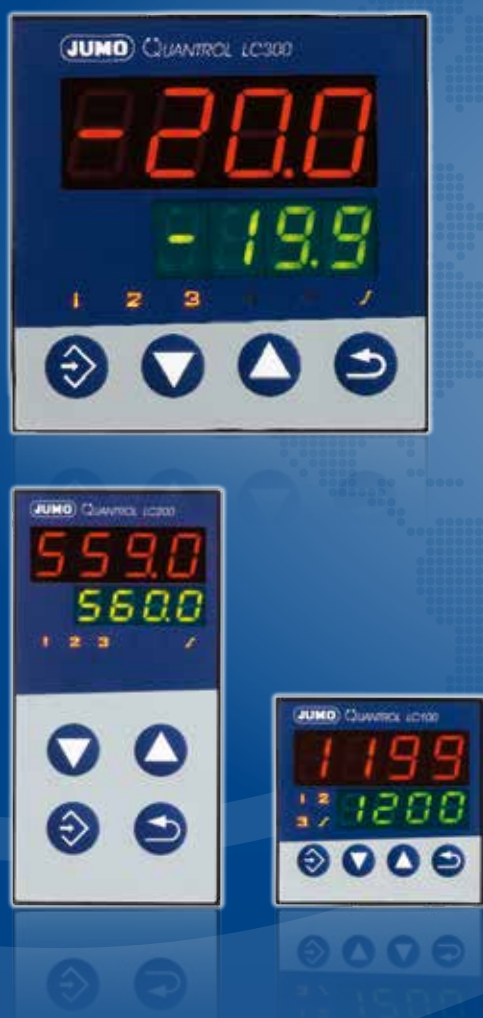 JUMO QUANTROL LC300
-20.0
-19.9
1 2 3
JUMO QUANTROL LC200
559.0
560.0
1 2 3
JUMO QUANTROL LC100
1199
1 2
1200
3